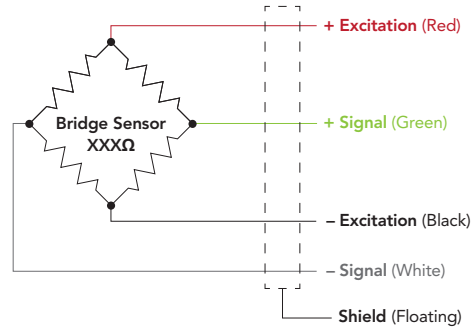 + Excitation (Red)
Bridge Sensor
XXXΩ
+ Signal (Green)
– Excitation (Black)
– Signal (White)
Shield (Floating)